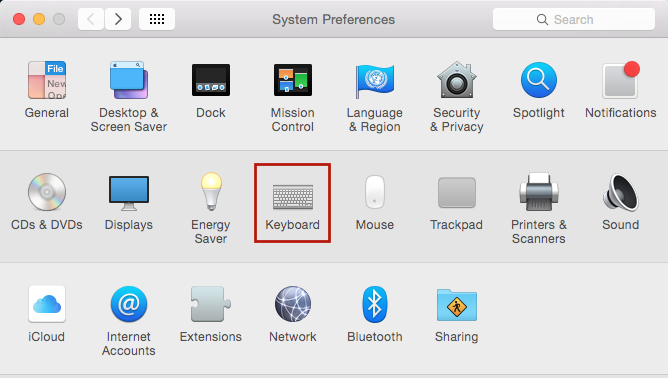 System Preferences
Search
File
New
Ope
General
Desktop &
Screen Saver
Dock
Mission
Control
Language
& Region
Security
& Privacy
Spotlight
Notifications
CDs & DVDs
Displays
Energy
Saver
Keyboard
Mouse
Trackpad
Printers &
Scanners
Sound
iCloud
@
Internet
Accounts
Extensions
Network
Bluetooth
Sharing